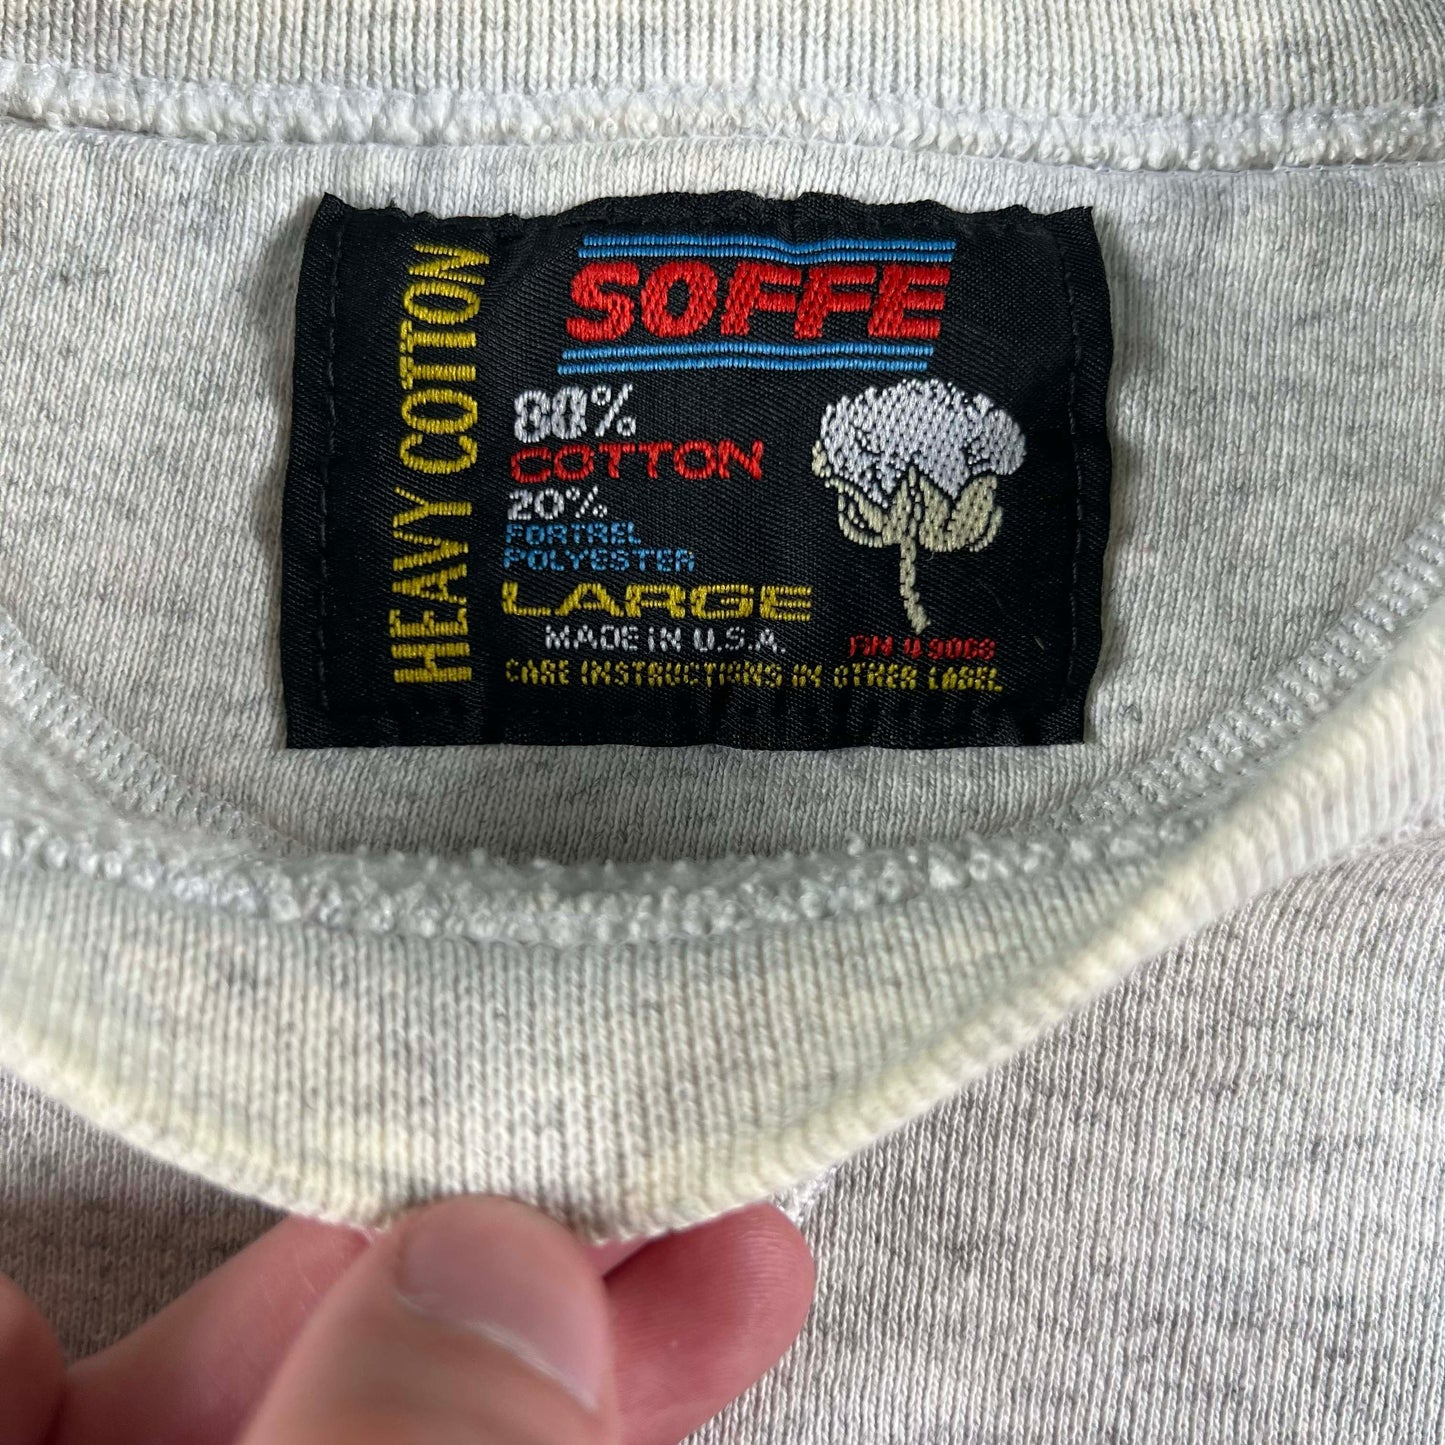 HEAVY COTTON
SOFFE
80%
COTTON
20%
FORTREL
POLYESTER
LARGE
MADE IN U.S.A.
CARE INSTRUCTIONS IN OTHER LABEL